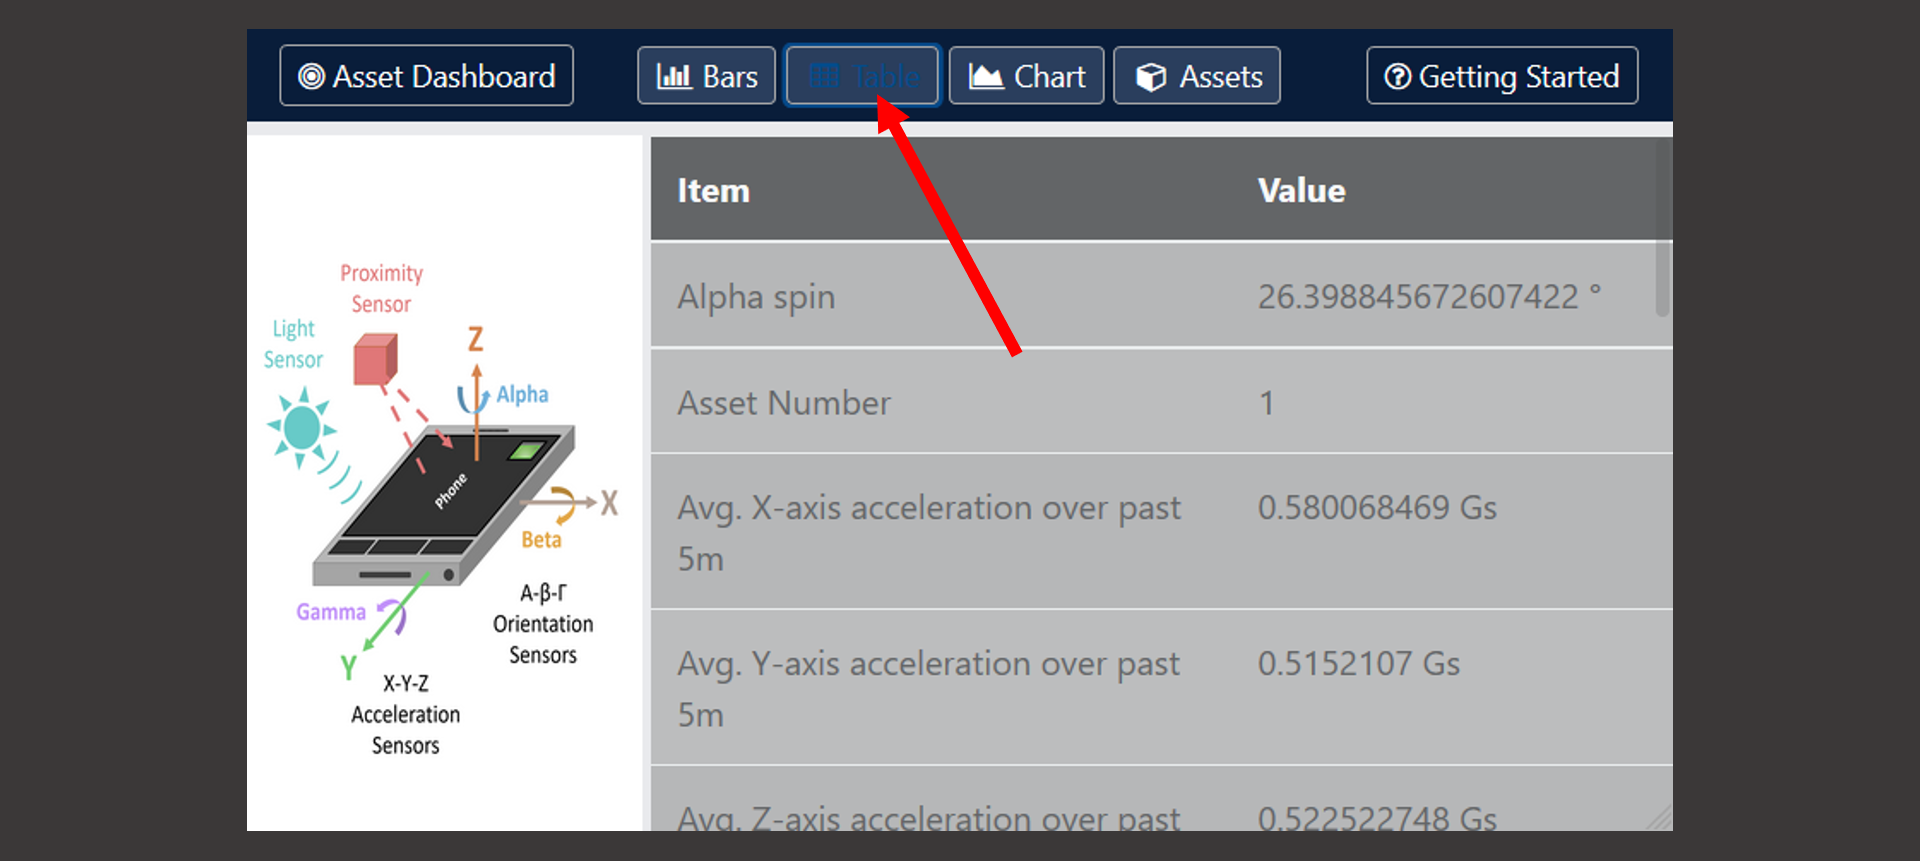 Asset Dashboard
Bars
Table
Chart
Assets
Getting Started
Proximity
Sensor
Light
Sensor
Z
Alpha
Phone
X
Beta
Gamma
Y
A-β-Γ
Orientation
Sensors
X-Y-Z
Acceleration
Sensors
Item Value
Alpha spin 26.398845672607422 °
Asset Number 1
Avg. X-axis acceleration over past 0.580068469 Gs
5m
Avg. Y-axis acceleration over past 0.5152107 Gs
5m
Avg. Z-axis acceleration over past 0.522522748 Gs